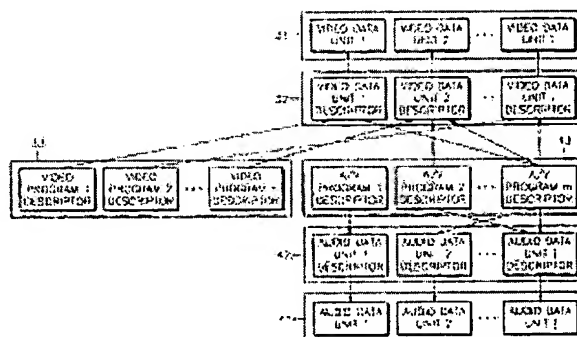 VIDEO DATA UNIT 1
VIDEO DATA UNIT 2
...
VIDEO DATA UNIT
VIDEO DATA UNIT DESCRIPTOR
VIDEO DATA UNIT 2 DESCRIPTOR
...
VIDEO DATA UNIT DESCRIPTOR
VIDEO PROGRAM 1 DESCRIPTOR
VIDEO PROGRAM 2 DESCRIPTOR
...
VIDEO PROGRAM DESCRIPTOR
A/V PROGRAM 1 DESCRIPTOR
A/V PROGRAM 2 DESCRIPTOR
...
A/V PROGRAM m DESCRIPTOR
AUDIO DATA UNIT 1 DESCRIPTOR
AUDIO DATA UNIT 2 DESCRIPTOR
...
AUDIO DATA UNIT DESCRIPTOR
AUDIO DATA UNIT 1
AUDIO DATA UNIT 2
...
AUDIO DATA UNIT